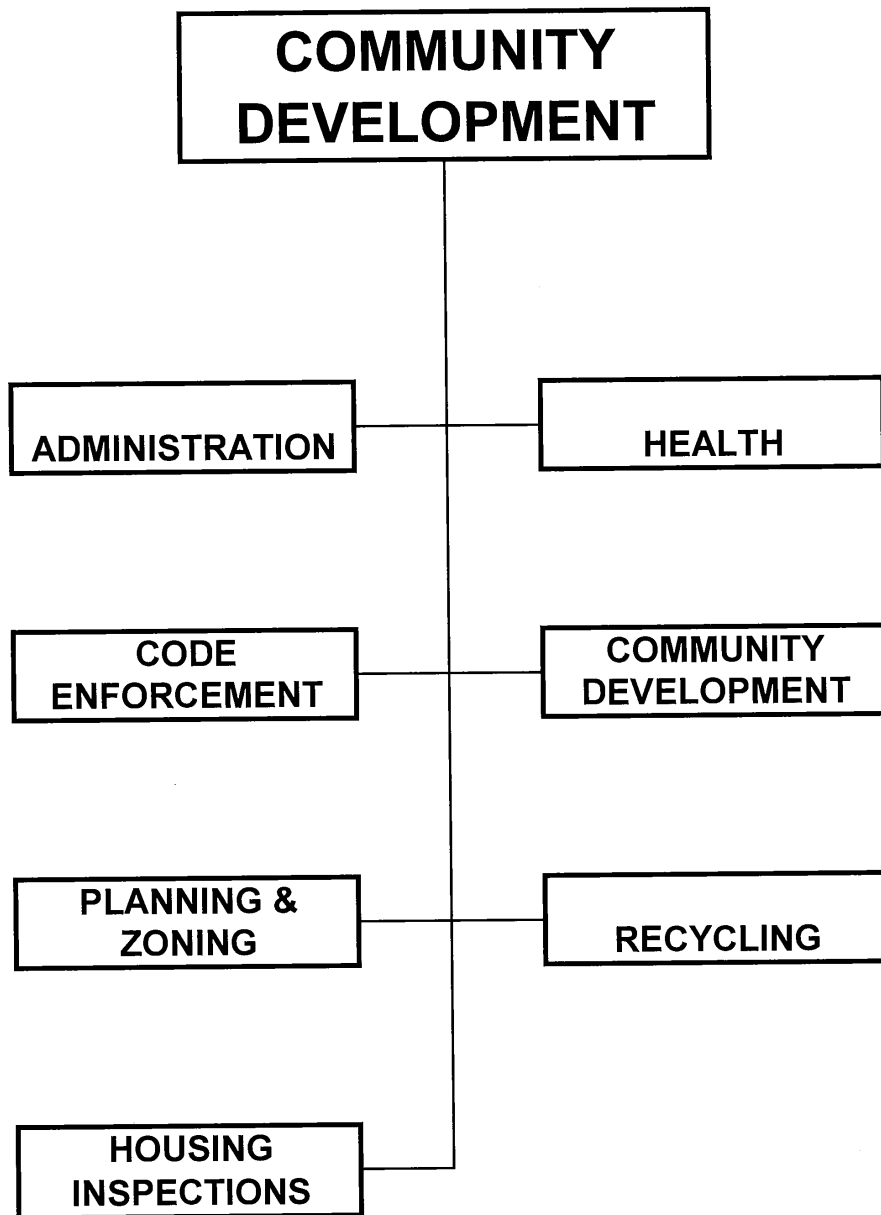 COMMUNITY
DEVELOPMENT
ADMINISTRATION
HEALTH
CODE
ENFORCEMENT
COMMUNITY
DEVELOPMENT
PLANNING &
ZONING
RECYCLING
HOUSING
INSPECTIONS